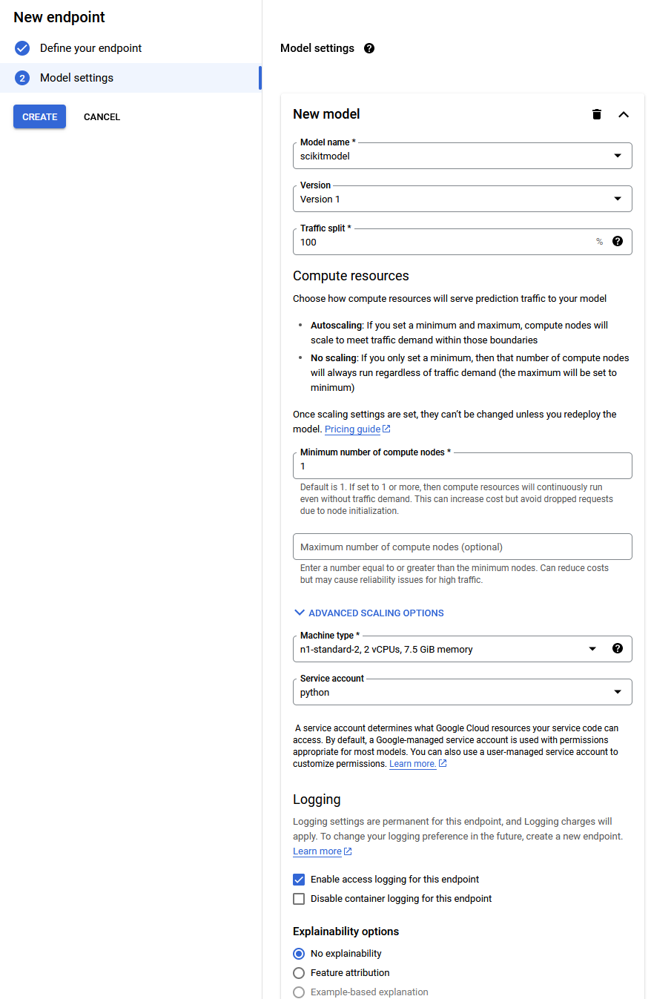 New endpoint
Define your endpoint
2 Model settings
CREATE CANCEL
Model settings
New model
Model name *
scikitmodel
Version
Version 1
Traffic split *
100 %
Compute resources
Choose how compute resources will serve prediction traffic to your model
• Autoscaling: If you set a minimum and maximum, compute nodes will
scale to meet traffic demand within those boundaries
• No scaling: If you only set a minimum, then that number of compute nodes
will always run regardless of traffic demand (the maximum will be set to
minimum)
Once scaling settings are set, they can't be changed unless you redeploy the
model. Pricing guide
Minimum number of compute nodes *
1
Default is 1. If set to 1 or more, then compute resources will continuously run
even without traffic demand. This can increase cost but avoid dropped requests
due to node initialization.
Maximum number of compute nodes (optional)
Enter a number equal to or greater than the minimum nodes. Can reduce costs
but may cause reliability issues for high traffic.
ADVANCED SCALING OPTIONS
Machine type *
n1-standard-2, 2 vCPUs, 7.5 GiB memory
Service account
python
A service account determines what Google Cloud resources your service code can
access. By default, a Google-managed service account is used with permissions
appropriate for most models. You can also use a user-managed service account to
customize permissions. Learn more.
Logging
Logging settings are permanent for this endpoint, and Logging charges will
apply. To change your logging preference in the future, create a new endpoint.
Learn more
Enable access logging for this endpoint
Disable container logging for this endpoint
Explainability options
No explainability
Feature attribution
Example-based explanation